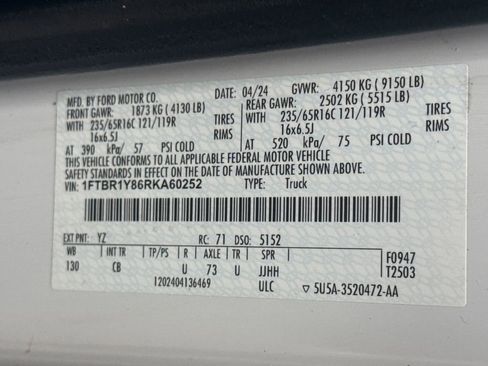 MFD. BY FORD MOTOR CO. DATE: 04/24 GVWR: 4150 KG ( 9150 LB)
FRONT GAWR: 1873 KG ( 4130 LB) REAR GAWR: 2502 KG ( 5515 LB)
WITH 235/65R16C 121/119R TIRES WITH 235/65R16C 121/119R TIRES
16x6.5J RIMS 16x6.5J RIMS
AT 390 kPa/ 57 PSI COLD AT 520 kPa/ 75 PSI COLD
THIS VEHICLE CONFORMS TO ALL APPLICABLE FEDERAL MOTOR VEHICLE
SAFETY STANDARDS IN EFFECT ON THE DATE OF MANUFACTURE SHOWN ABOVE.
VIN: 1FTBR1Y86RKA60252 TYPE: Truck
EXT PNT: YZ RC: 71 DSO: 5152
WB INT TR TP/PS R AXLE TR SPR F0947
130 CB U 73 U JJHH T2503
1202404136469 ULC ▽ 5U5A-3520472-AA